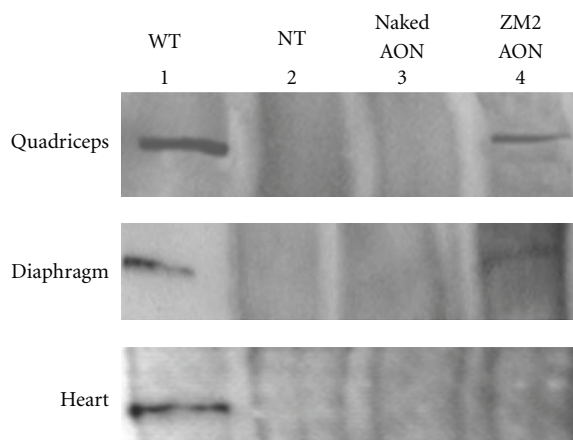 WT
NT
Naked
AON
ZM2
AON
1
2
3
4
Quadriceps
Diaphragm
Heart